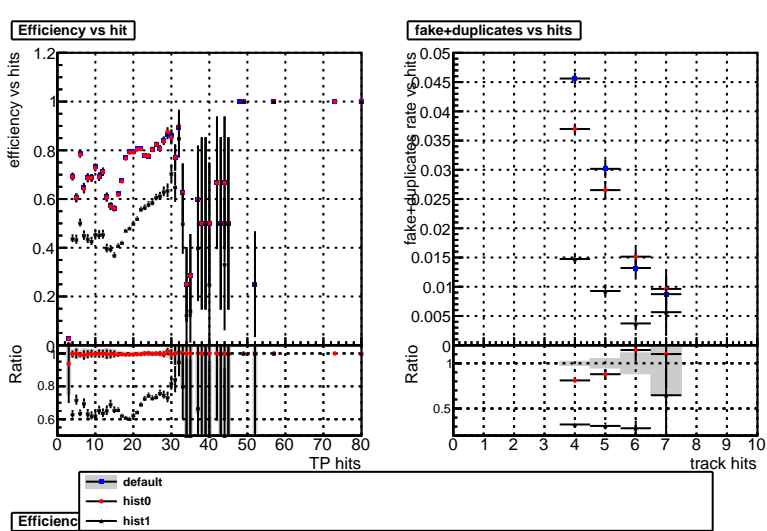 Efficiency vs hit
fake+duplicates vs hits
efficiency vs hits
1.2
1
0.8
0.6
0.4
0.2
0
Ratio
1
0.8
0.6
0 10 20 30 40 50 60 70 80
TP hits
fake+duplicates rate vs hits
0.05
0.045
0.04
0.035
0.03
0.025
0.02
0.015
0.01
0.005
0
Ratio
1
0.5
0 1 2 3 4 5 6 7 8 9 10
track hits
default
hist0
hist1
Efficienc